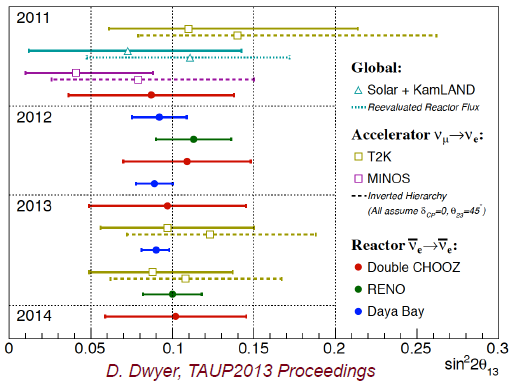 2011
Global:
Solar + KamLAND
Reevaluated Reactor Flux
2012
Accelerator νμ→νe:
T2K
MINOS
Inverted Hierarchy
(All assume δCP=0, θ23=45°)
2013
Reactor ν̄e→ν̄e:
Double CHOOZ
RENO
Daya Bay
2014
0 0.05 0.1 0.15 0.2 0.25 0.3
D. Dwyer, TAUP2013 Proceedings
sin²2θ13